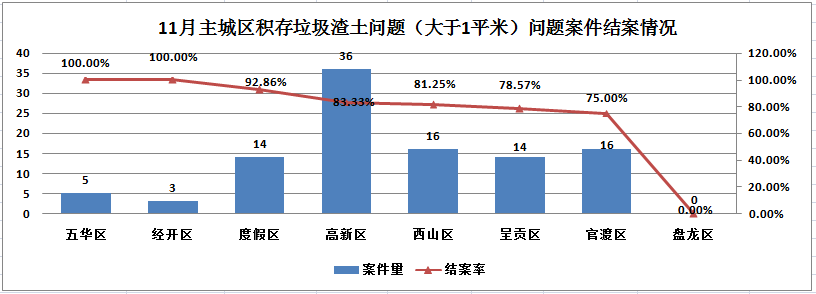 11月主城区积存垃圾渣土问题（大于1平米）问题案件结案情况
40
35
30
25
20
15
10
5
0
120.00%
100.00%
80.00%
60.00%
40.00%
20.00%
0.00%
100.00%
100.00%
92.86%
83.33%
81.25%
78.57%
75.00%
0.00%
5
3
14
36
16
14
16
0
五华区
经开区
度假区
高新区
西山区
呈贡区
官渡区
盘龙区
案件量
结案率